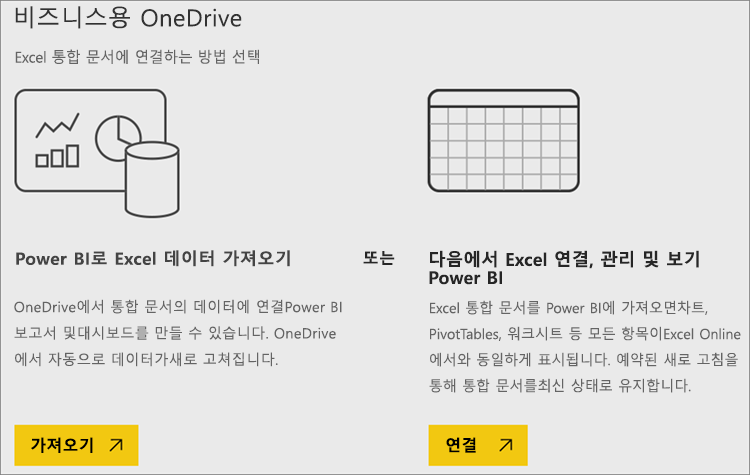 비즈니스용 OneDrive
Excel 통합 문서에 연결하는 방법 선택
Power BI로 Excel 데이터 가져오기
또는
다음에서 Excel 연결, 관리 및 보기
Power BI
OneDrive에서 통합 문서의 데이터에 연결Power BI
보고서 및대시보드를 만들 수 있습니다. OneDrive
에서 자동으로 데이터가새로 고쳐집니다.
Excel 통합 문서를 Power BI에 가져오면차트,
PivotTables, 워크시트 등 모든 항목이Excel Online
에서와 동일하게 표시됩니다. 예약된 새로 고침을
통해 통합 문서를최신 상태로 유지합니다.
가져오기
연결